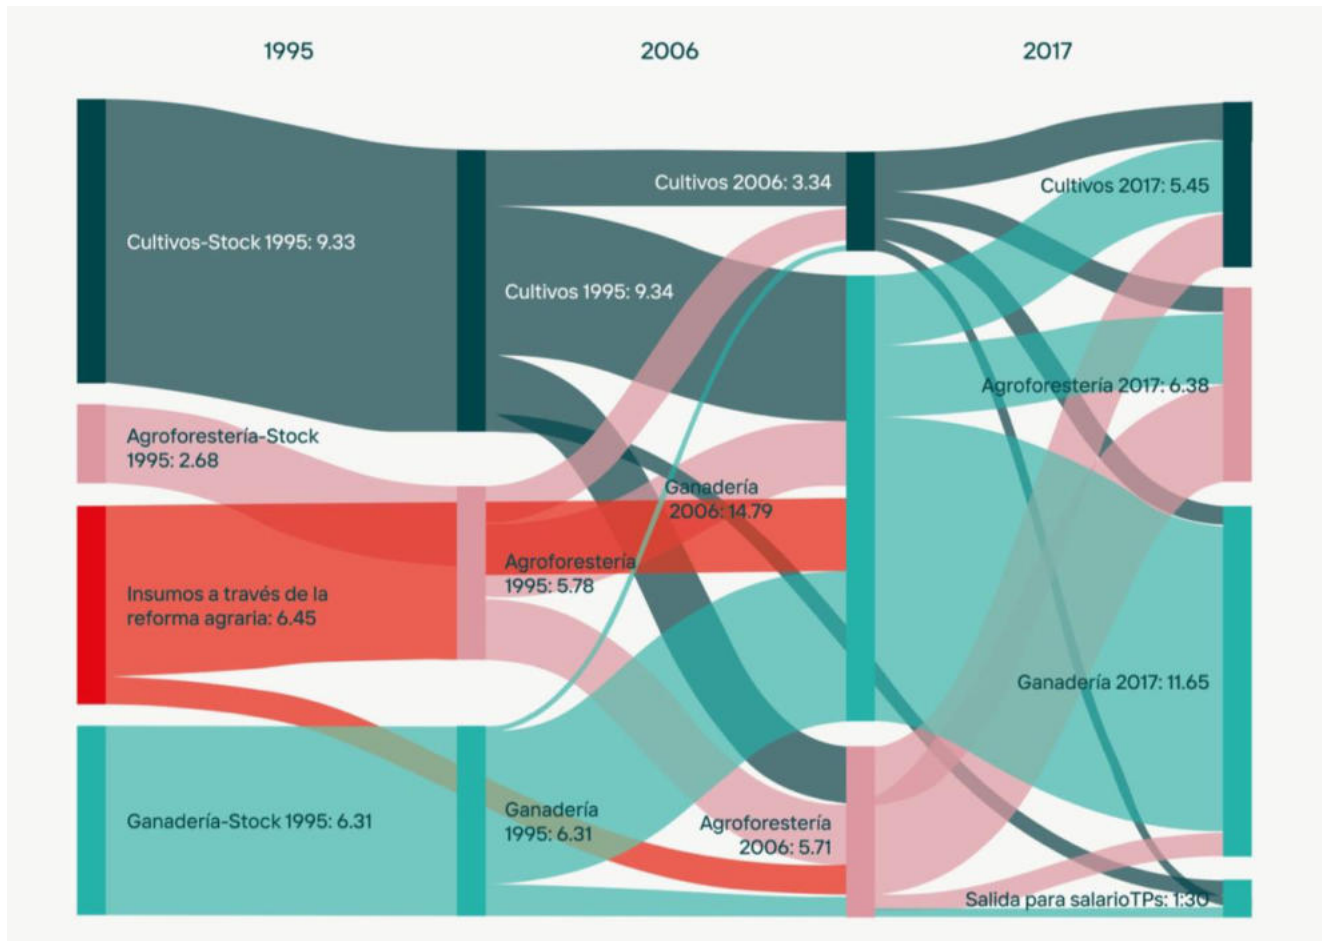 1995
2006
2017
Cultivos-Stock 1995: 9.33
Agroforestería-Stock
1995: 2.68
Insumos a través de la
reforma agraria: 6.45
Ganadería-Stock 1995: 6.31
Cultivos 1995: 9.34
Agroforestería
1995: 5.78
Ganadería
1995: 6.31
Cultivos 2006: 3.34
Ganadería
2006: 14.79
Agroforestería
2006: 5.71
Cultivos 2017: 5.45
Agroforestería 2017: 6.38
Ganadería 2017: 11.65
Salida para salarioTPs: 1:30